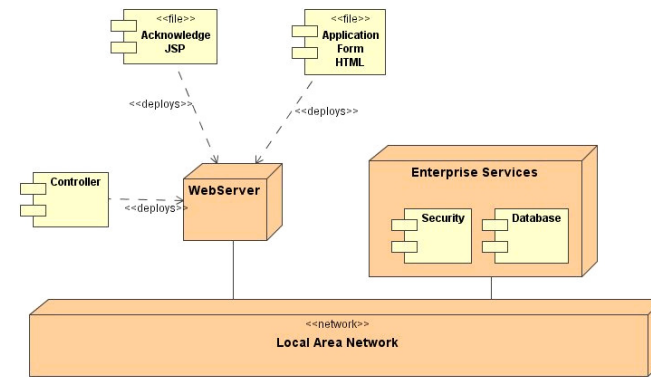 <<file>>
Acknowledge
JSP
<<file>>
Application
Form
HTML
<<deploys>>
<<deploys>>
Controller
<<deploys>>
WebServer
Enterprise Services
Security
Database
<<network>>
Local Area Network